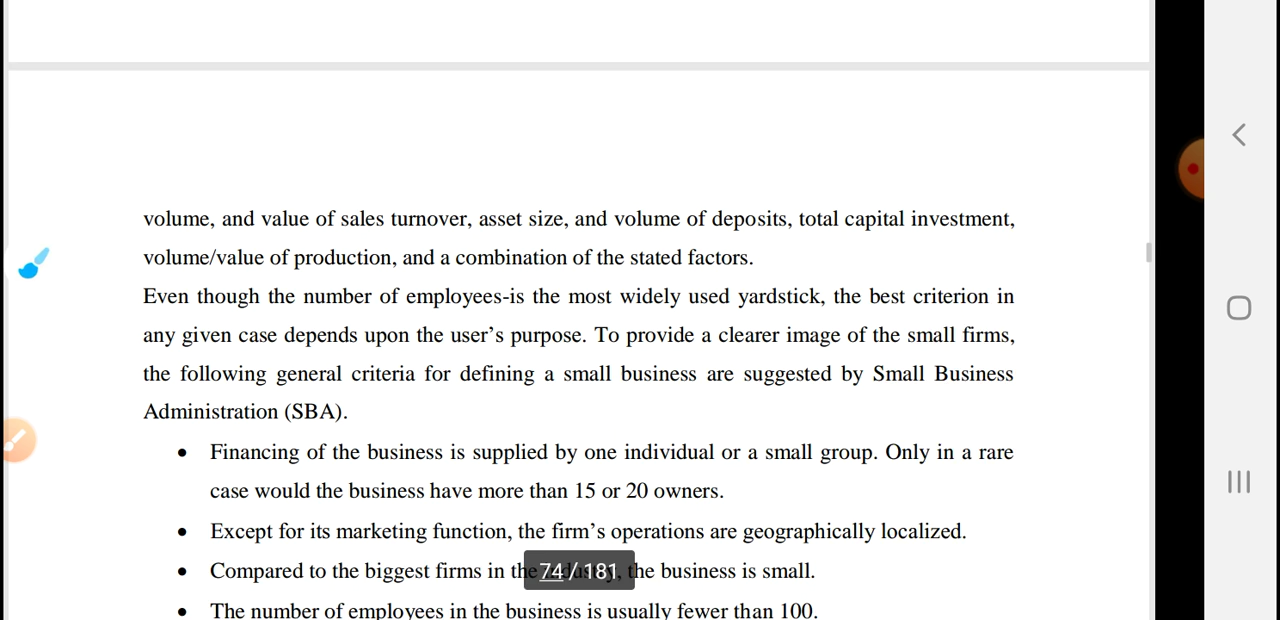 volume, and value of sales turnover, asset size, and volume of deposits, total capital investment,
volume/value of production, and a combination of the stated factors.
Even though the number of employees-is the most widely used yardstick, the best criterion in
any given case depends upon the user’s purpose. To provide a clearer image of the small firms,
the following general criteria for defining a small business are suggested by Small Business
Administration (SBA).
• Financing of the business is supplied by one individual or a small group. Only in a rare
case would the business have more than 15 or 20 owners.
• Except for its marketing function, the firm’s operations are geographically localized.
• Compared to the biggest firms in the the business is small.
74 / 181
• The number of employees in the business is usually fewer than 100.